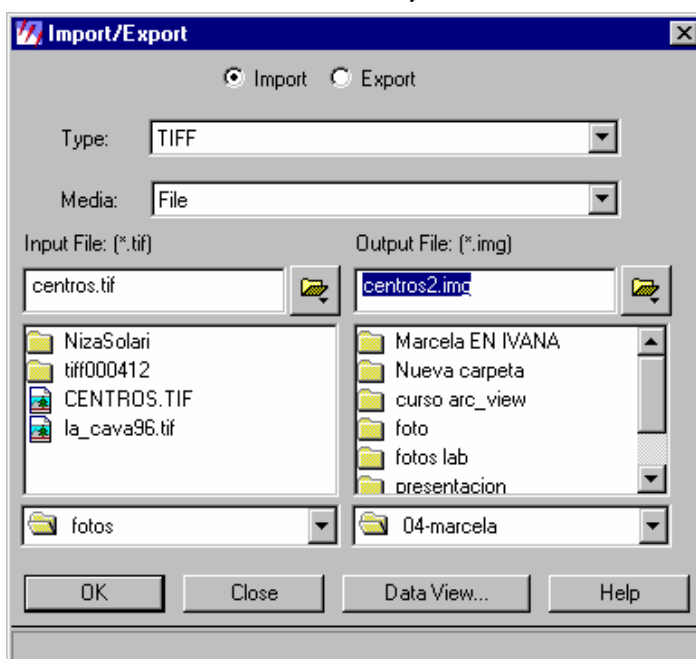 Import/Export
Import Export
Type: TIFF
Media: File
Input File: (*.tif) Output File: (*.img)
centros.tif centros2.img
NizaSolari
tiff000412
CENTROS.TIF
la_cava96.tif
Marcela EN IVANA
Nueva carpeta
curso arc_view
foto
fotos lab
presentacion
fotos 04-marcela
OK Close Data View... Help